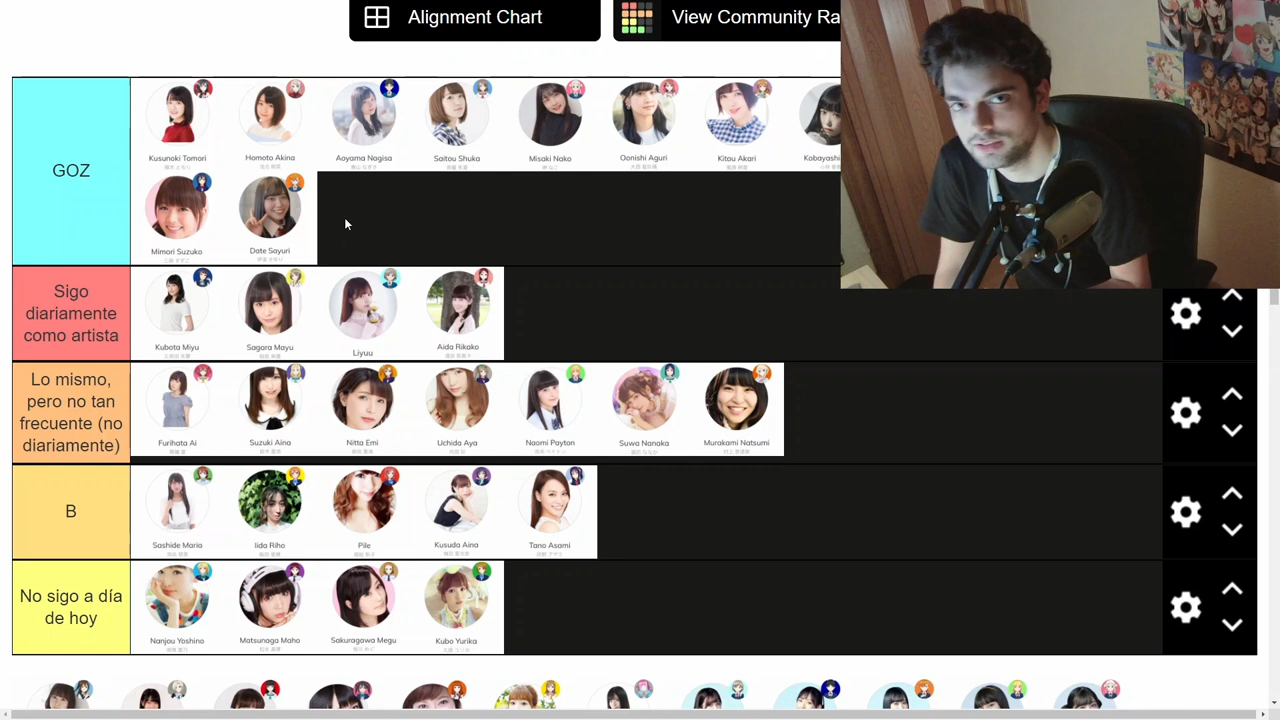 Alignment Chart
View Community Ra
GOZ
Kusunoki Tomori
Homoto Akina
Aoyama Nagisa
Saitou Shuka
Misaki Nako
Oonishi Aguri
Kitou Akari
Kobayash
Mimori Suzuko
Date Sayuri
Sigo
diariamente
como artista
Kubota Miyu
Sagara Mayu
Liyuu
Aida Rikako
Lo mismo,
pero no tan
frecuente (no
diariamente)
Furihata Ai
Suzuki Aina
Nitta Emi
Uchida Aya
Naomi Payton
Suwa Nanaka
Murakami Natsumi
B
Sashide Maria
Iida Riho
Pile
Kusuda Aina
Tano Asami
No sigo a día
de hoy
Nanjou Yoshino
Matsunaga Maho
Sakuragawa Megu
Kubo Yurika